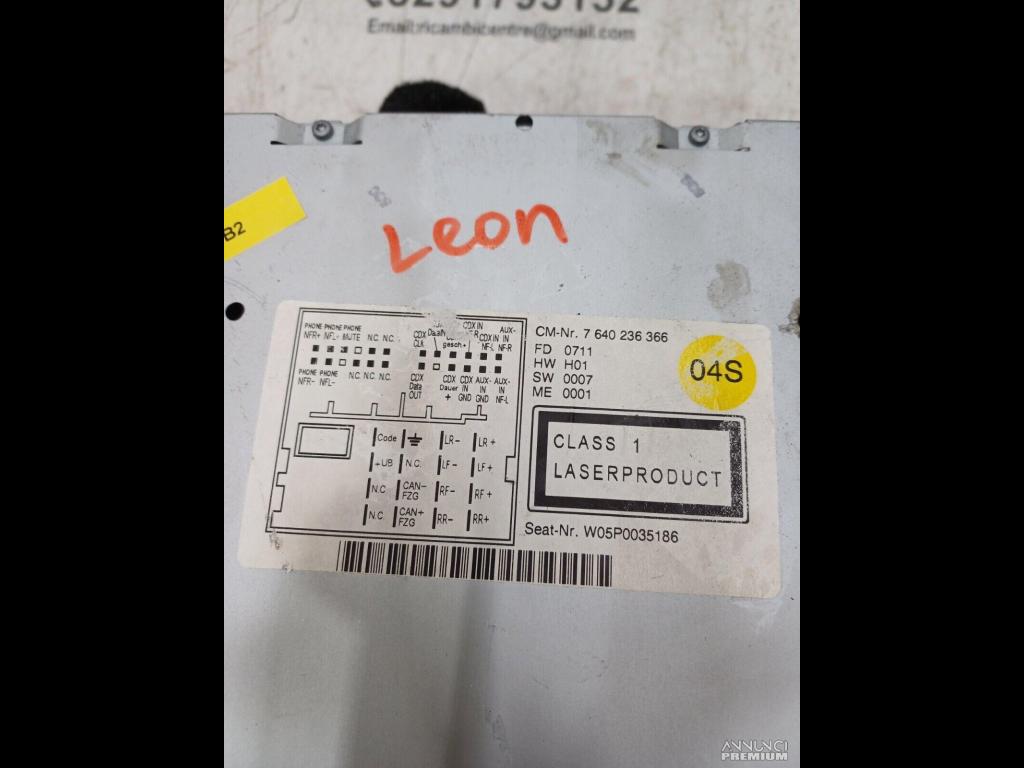 Email:ricambicentre@gmail.com
B2
Leon
PHONE PHONE PHONE
NFR+ NFL- MUTE N.C. N.C.
CDX CLK
CDX IN
AUX-
CDX IN NF-L
IN NF-R
gesch.+
PHONE PHONE
NFR- NFL-
N.C. N.C. N.C.
CDX Data OUT
CDX Dauer +
CDX IN GND
AUX- IN GND
AUX- IN NF-L
Code LR- LR+
+UB N.C. LF- LF+
N.C. CAN- FZG RF- RF+
N.C. CAN+ FZG RR- RR+
CM-Nr. 7 640 236 366
FD 0711
HW H01
SW 0007
ME 0001
04S
CLASS 1
LASERPRODUCT
Seat-Nr. W05P0035186
ANNUNCI
PREMIUM